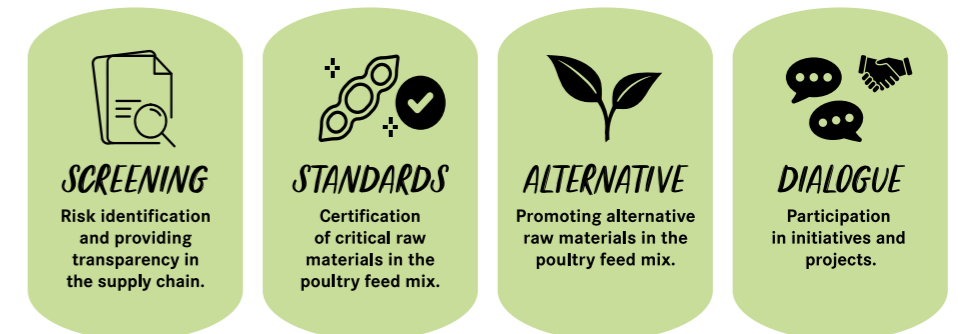 SCREENING
Risk identification
and providing
transparency in
the supply chain.
STANDARDS
Certification
of critical raw
materials in the
poultry feed mix.
ALTERNATIVE
Promoting alternative
raw materials in the
poultry feed mix.
DIALOGUE
Participation
in initiatives and
projects.